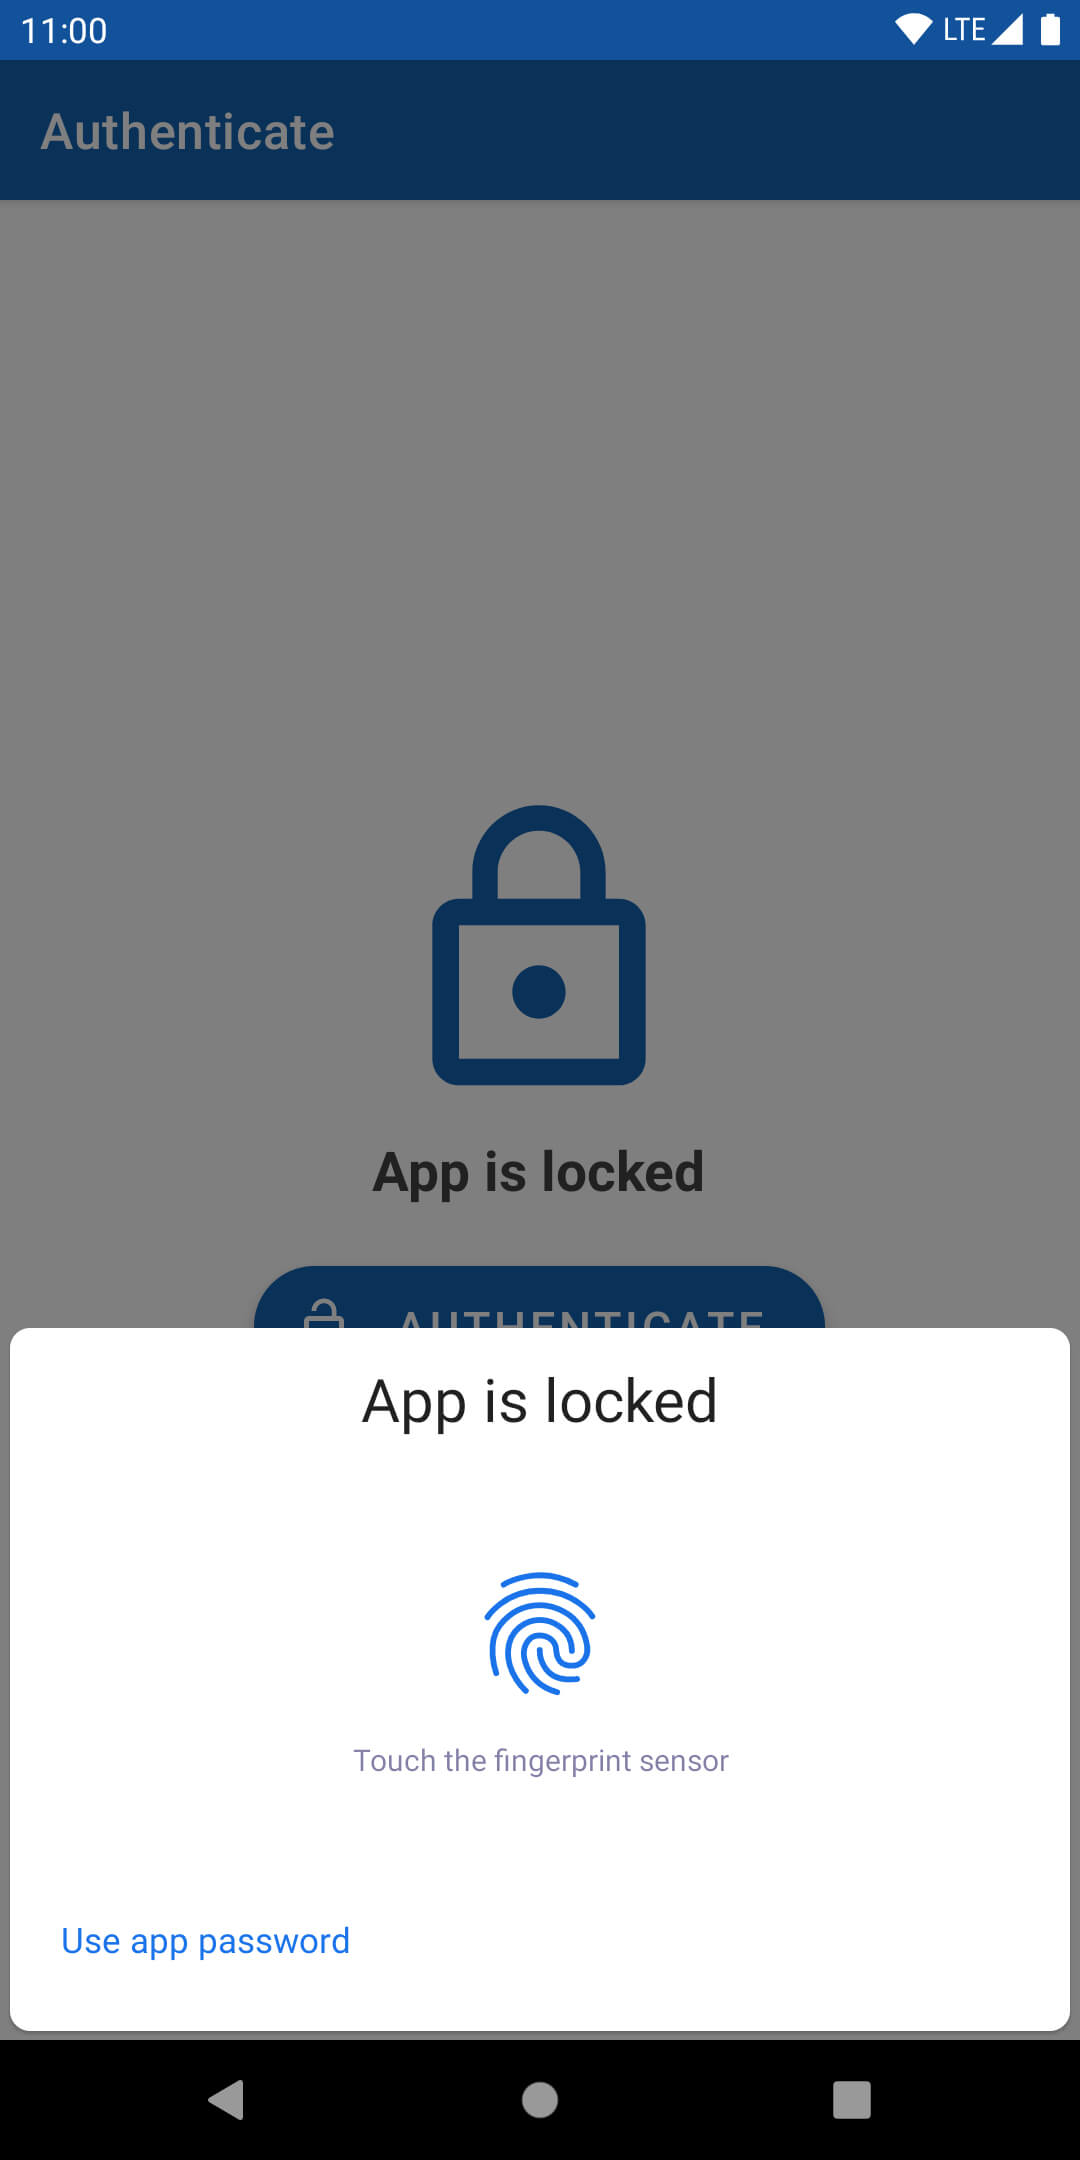 11:00 LTE
Authenticate
App is locked
AUTHENTICATE
App is locked
Touch the fingerprint sensor
Use app password